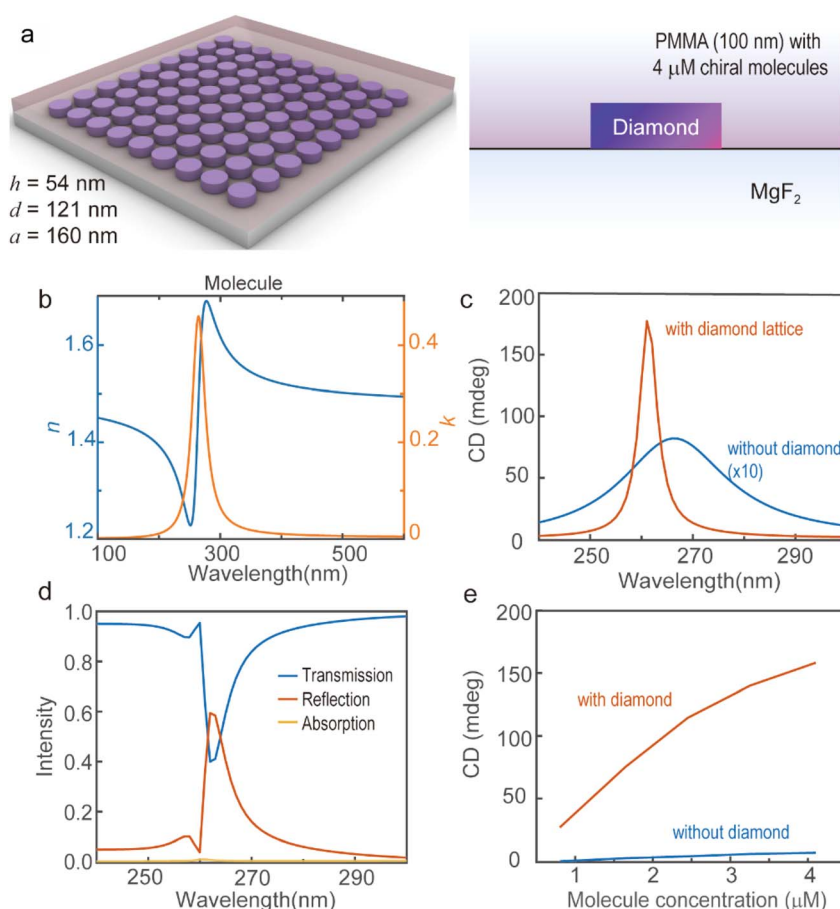 a
PMMA (100 nm) with
4 μM chiral molecules
Diamond
MgF2
h = 54 nm
d = 121 nm
a = 160 nm
b
Molecule
1.6
1.4
1.2
n
0.4
0.2
0
k
100
300
500
Wavelength(nm)
c
200
150
100
50
0
CD (mdeg)
with diamond lattice
without diamond
(x10)
250
270
290
Wavelength(nm)
d
1.0
0.8
0.6
0.4
0.2
0.0
Intensity
Transmission
Reflection
Absorption
250
270
290
Wavelength(nm)
e
200
150
100
50
0
CD (mdeg)
with diamond
without diamond
1
2
3
4
Molecule concentration (μM)